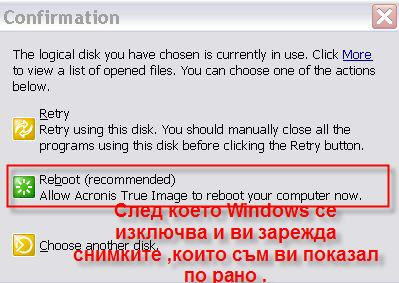 Confirmation
The logical disk you have chosen is currently in use. Click More
to view a list of opened files. You can choose one of the actions
below.
Retry
Retry using this disk. You should manually close all the
programs using this disk before clicking the Retry button.
Reboot (recommended)
Allow Acronis True Image to reboot your computer now.
След което Windows се
изключва и ви зарежда
Choose another disk.
снимките ,които съм ви показал
по рано .